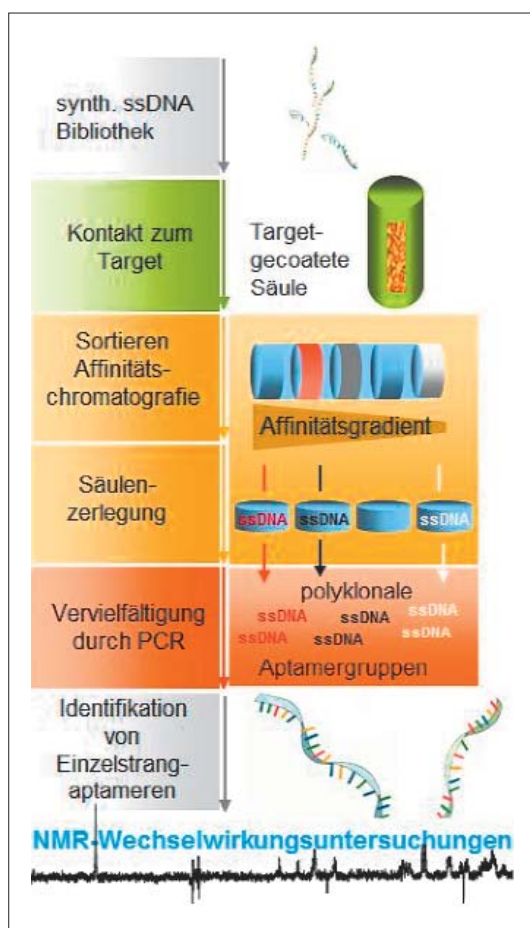 synth. ssDNA
Bibliothek
Kontakt zum
Target
Target-
gecoatete
Säule
Sortieren
Affinitäts-
chromatografie
Affinitätsgradient
Säulen-
zerlegung
ssDNA ssDNA ssDNA
Vervielfältigung
durch PCR
polyklonale
ssDNA ssDNA ssDNA
ssDNA ssDNA ssDNA
Aptamergruppen
Identifikation
von
Einzelstrang-
aptameren
NMR-Wechselwirkungsuntersuchungen